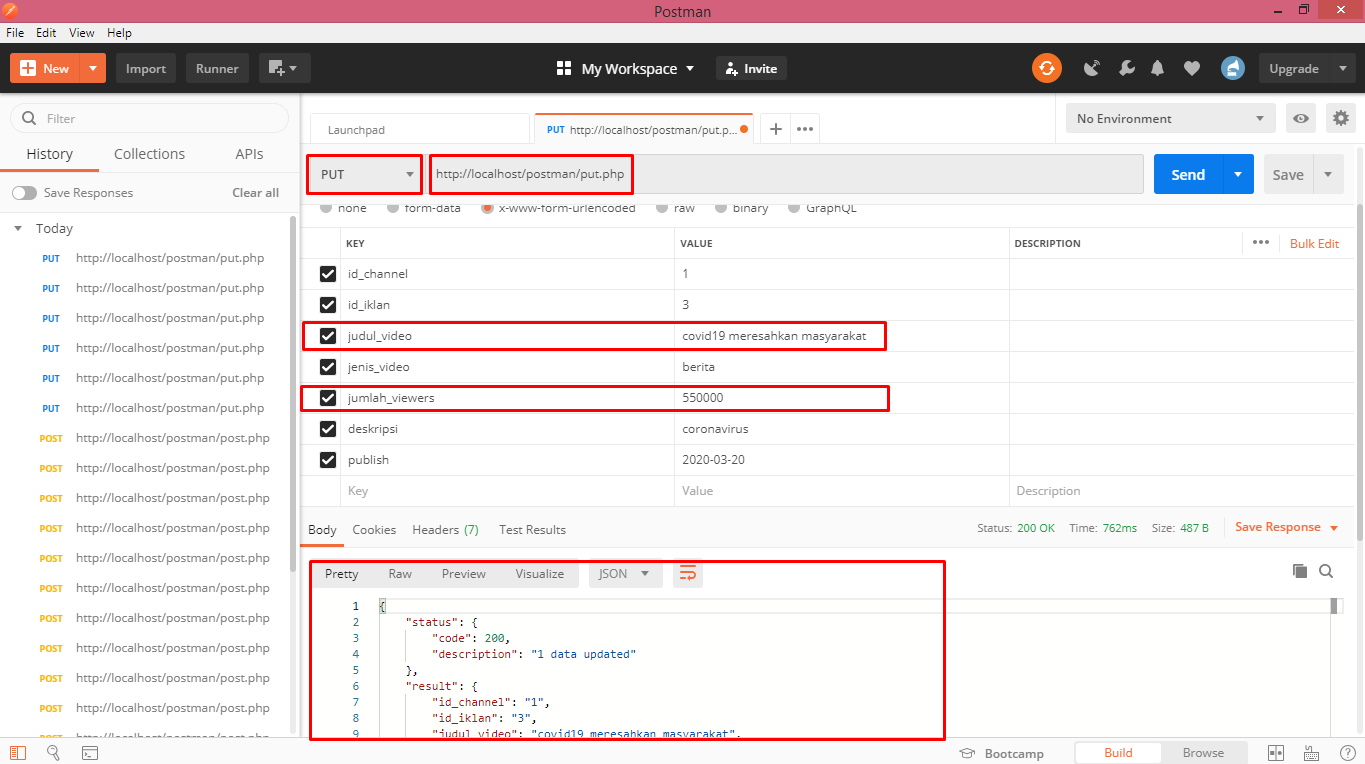 Postman
File Edit View Help
New Import Runner My Workspace Invite Upgrade
Filter
History Collections APIs
Save Responses Clear all
Today
PUT http://localhost/postman/put.php
PUT http://localhost/postman/put.php
PUT http://localhost/postman/put.php
PUT http://localhost/postman/put.php
PUT http://localhost/postman/put.php
PUT http://localhost/postman/put.php
POST http://localhost/postman/post.php
POST http://localhost/postman/post.php
POST http://localhost/postman/post.php
POST http://localhost/postman/post.php
POST http://localhost/postman/post.php
POST http://localhost/postman/post.php
POST http://localhost/postman/post.php
POST http://localhost/postman/post.php
POST http://localhost/postman/post.php
POST http://localhost/postman/post.php
POST http://localhost/postman/post.php
Launchpad PUT http://localhost/postman/put.p... No Environment
PUT http://localhost/postman/put.php Send Save
none form-data x-www-form-urlencoded raw binary GraphQL
KEY VALUE DESCRIPTION Bulk Edit
id_channel 1
id_iklan 3
judul_video covid19 meresahkan masyarakat
jenis_video berita
jumlah_viewers 550000
deskripsi coronavirus
publish 2020-03-20
Key Value Description
Body Cookies Headers (7) Test Results Status: 200 OK Time: 762ms Size: 487 B Save Response
Pretty Raw Preview Visualize JSON
1 {
2 "status": {
3 "code": 200,
4 "description": "1 data updated"
5 },
6 "result": {
7 "id_channel": "1",
8 "id_iklan": "3",
9 "judul_video": "covid19 meresahkan masyarakat",
Bootcamp Build Browse